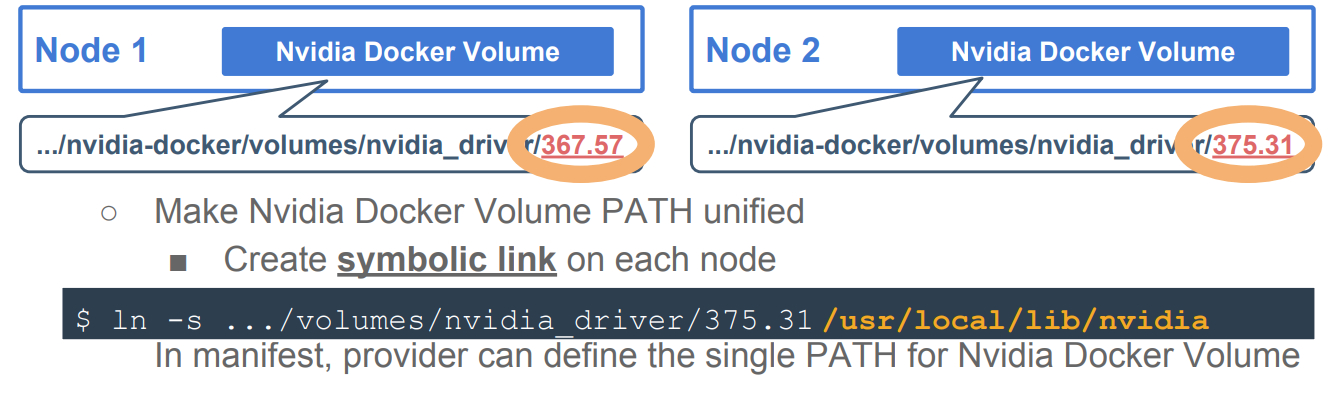 Node 1
Nvidia Docker Volume
Node 2
Nvidia Docker Volume
.../nvidia-docker/volumes/nvidia_driver/367.57
.../nvidia-docker/volumes/nvidia_driver/375.31
○ Make Nvidia Docker Volume PATH unified
■ Create symbolic link on each node
$ ln -s .../volumes/nvidia_driver/375.31 /usr/local/lib/nvidia
In manifest, provider can define the single PATH for Nvidia Docker Volume